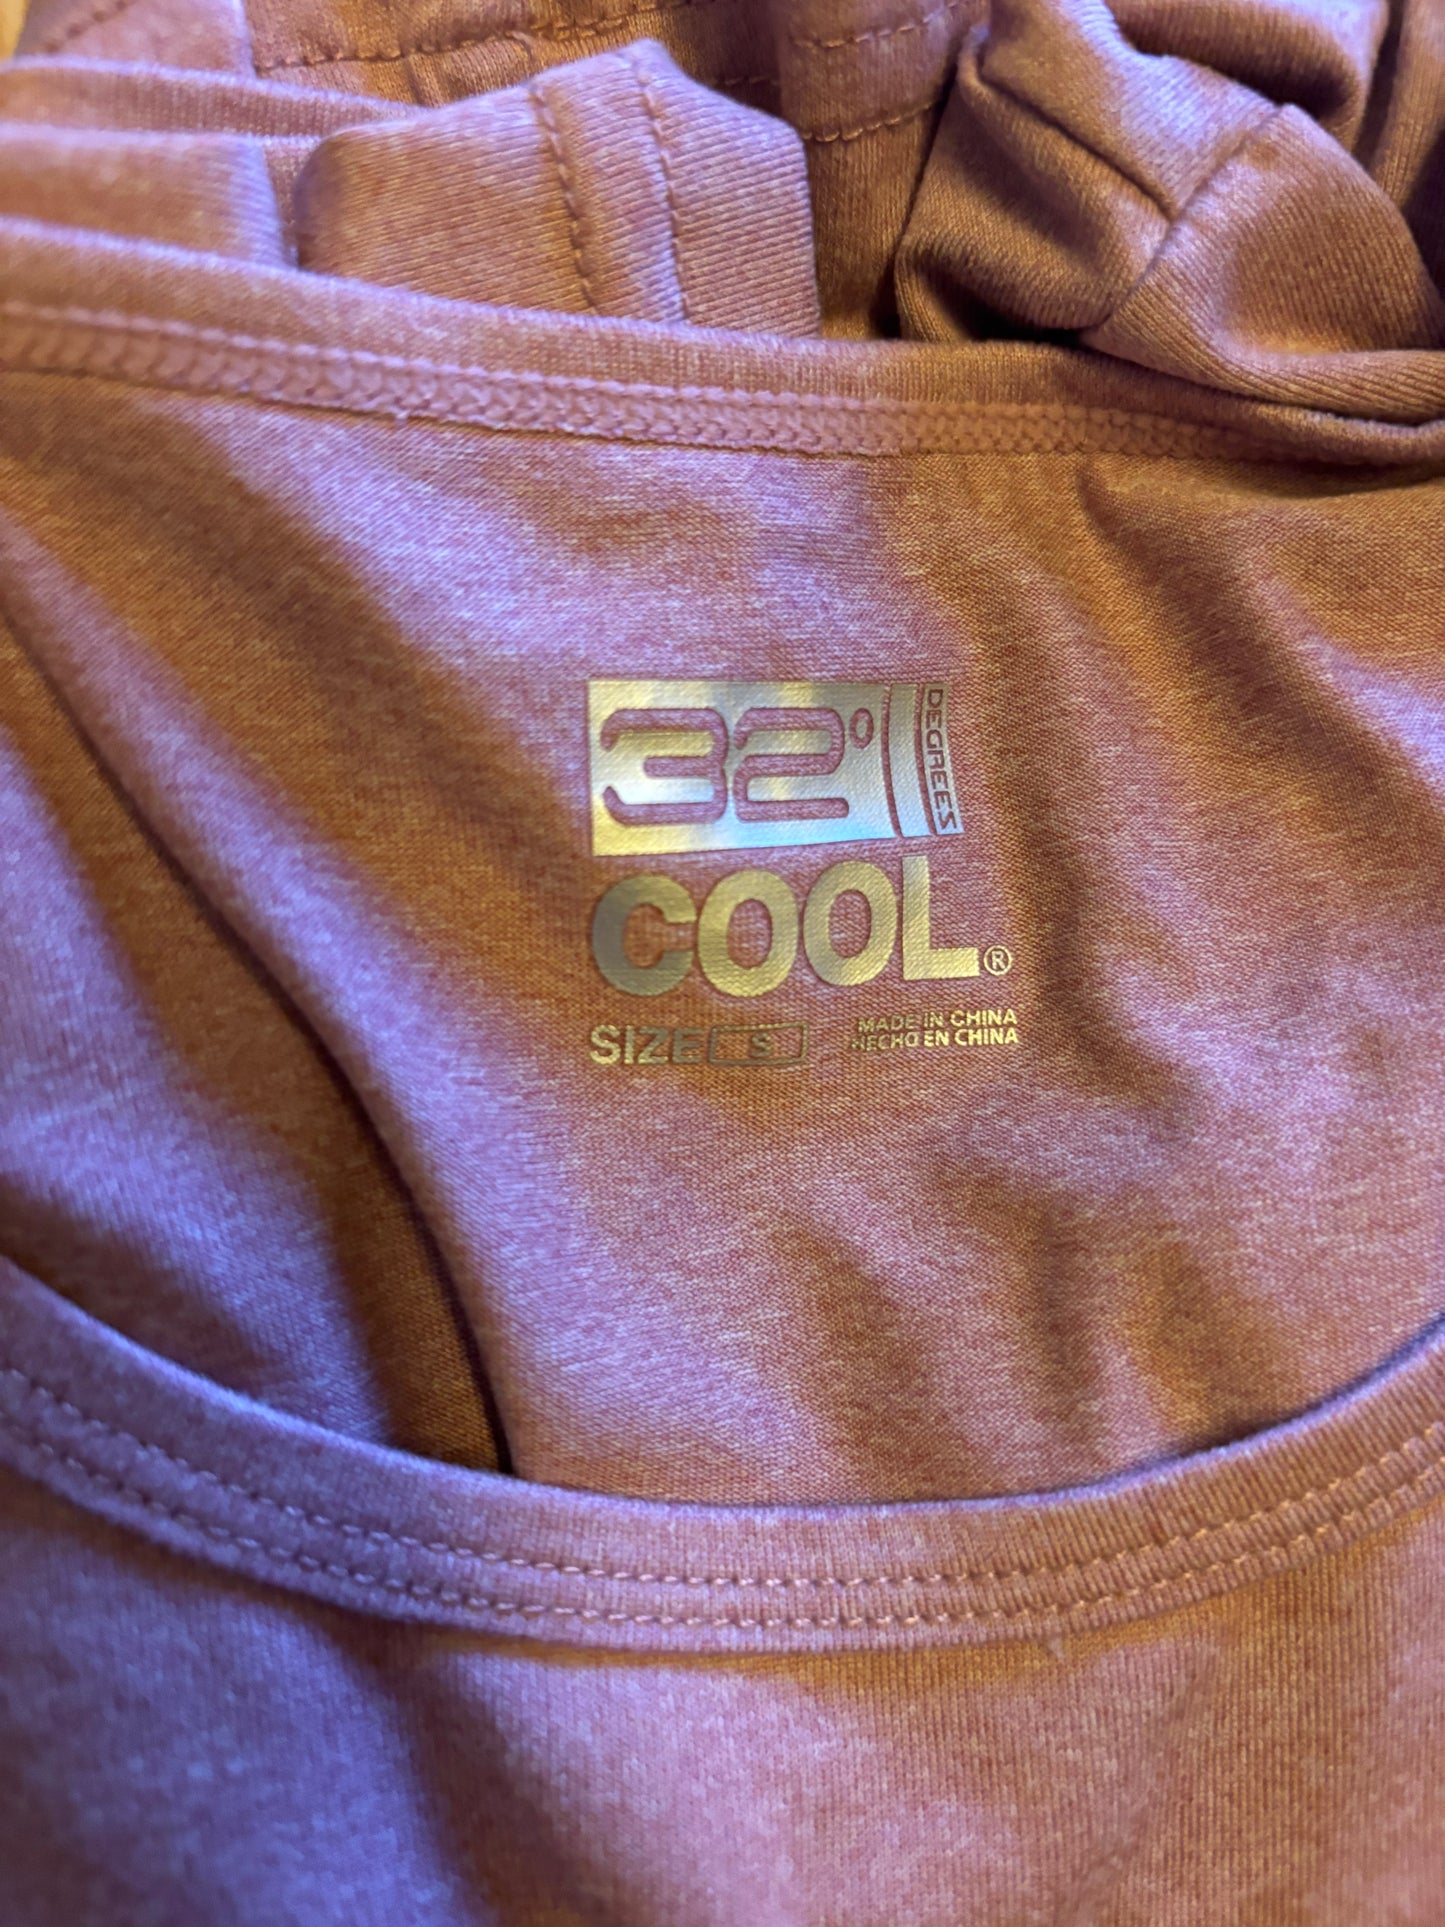 32° DEGREES
COOL®
SIZE S
MADE IN CHINA
HECHO EN CHINA